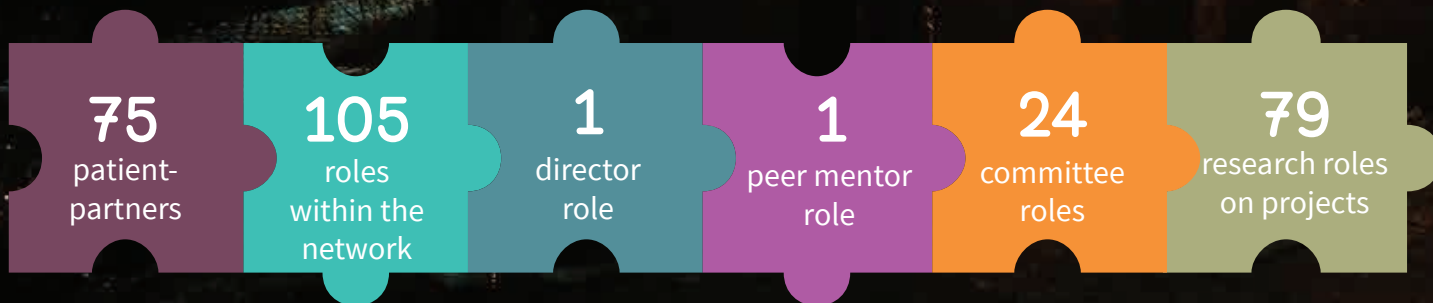 75
patient-
partners
105
roles
within the
network
1
director
role
1
peer mentor
role
24
committee
roles
79
research roles
on projects